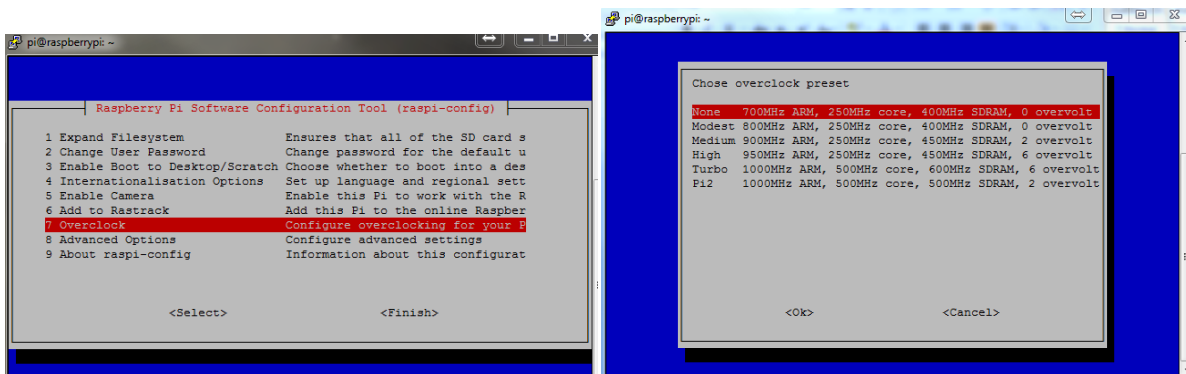 pi@raspberrypi: ~
Raspberry Pi Software Configuration Tool (raspi-config)
1 Expand Filesystem Ensures that all of the SD card s
2 Change User Password Change password for the default u
3 Enable Boot to Desktop/Scratch Choose whether to boot into a des
4 Internationalisation Options Set up language and regional sett
5 Enable Camera Enable this Pi to work with the R
6 Add to Rastrack Add this Pi to the online Raspber
7 Overclock Configure overclocking for your P
8 Advanced Options Configure advanced settings
9 About raspi-config Information about this configurat
<Select> <Finish>
pi@raspberrypi: ~
Chose overclock preset
None 700MHz ARM, 250MHz core, 400MHz SDRAM, 0 overvolt
Modest 800MHz ARM, 250MHz core, 400MHz SDRAM, 0 overvolt
Medium 900MHz ARM, 250MHz core, 450MHz SDRAM, 2 overvolt
High 950MHz ARM, 250MHz core, 450MHz SDRAM, 6 overvolt
Turbo 1000MHz ARM, 500MHz core, 600MHz SDRAM, 6 overvolt
Pi2 1000MHz ARM, 500MHz core, 500MHz SDRAM, 2 overvolt
<Ok> <Cancel>